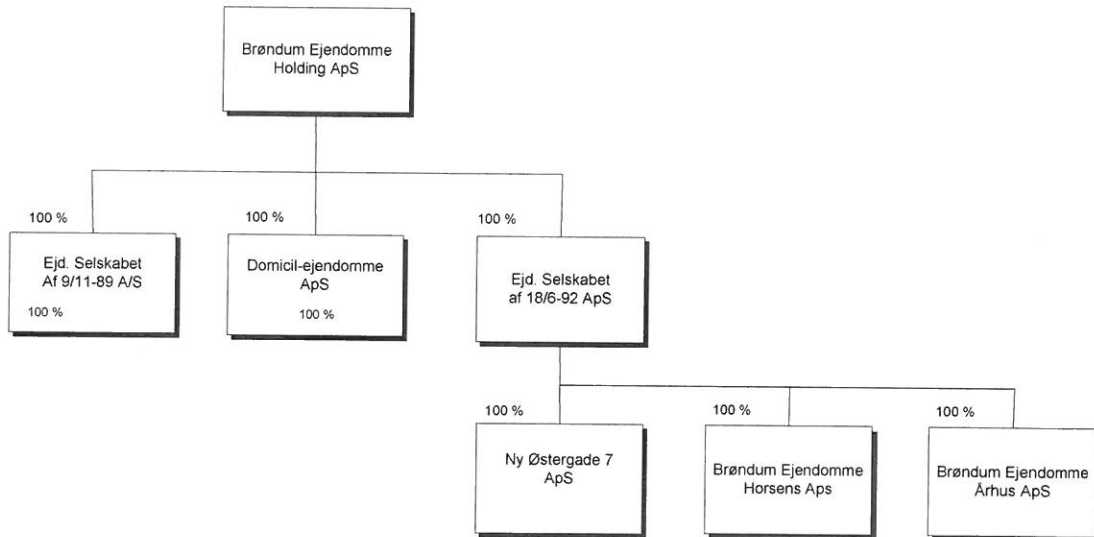 Brøndum Ejendomme
Holding ApS
100 %
100 %
100 %
Ejd. Selskabet
Af 9/11-89 A/S
100 %
Domicil-ejendomme
ApS
100 %
Ejd. Selskabet
af 18/6-92 ApS
100 %
100 %
100 %
Ny Østergade 7
ApS
Brøndum Ejendomme
Horsens Aps
Brøndum Ejendomme
Århus ApS